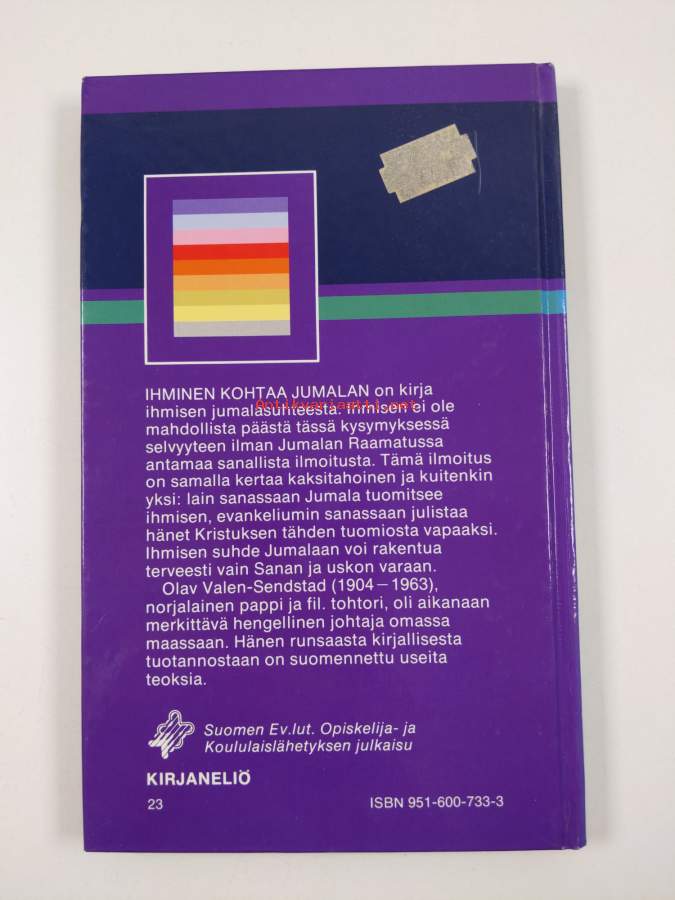 IHMINEN KOHTAA JUMALAN on kirja
ihmisen jumalasuhteesta. Ihmisen ei ole
Antikvariaatti.net
mahdollista päästä tässä kysymyksessä
selvyyteen ilman Jumalan Raamatussa
antamaa sanallista ilmoitusta. Tämä ilmoitus
on samalla kertaa kaksitahoinen ja kuitenkin
yksi: lain sanassaan Jumala tuomitsee
ihmisen, evankeliumin sanassaan julistaa
hänet Kristuksen tähden tuomiosta vapaaksi.
Ihmisen suhde Jumalaan voi rakentua
terveesti vain Sanan ja uskon varaan.
Olav Valen-Sendstad (1904–1963),
norjalainen pappi ja fil. tohtori, oli aikanaan
merkittävä hengellinen johtaja omassa
maassaan. Hänen runsaasta kirjallisesta
tuotannostaan on suomennettu useita
teoksia.
Suomen Ev.lut. Opiskelija- ja
Koululaislähetyksen julkaisu
KIRJANELIÖ
23 ISBN 951-600-733-3